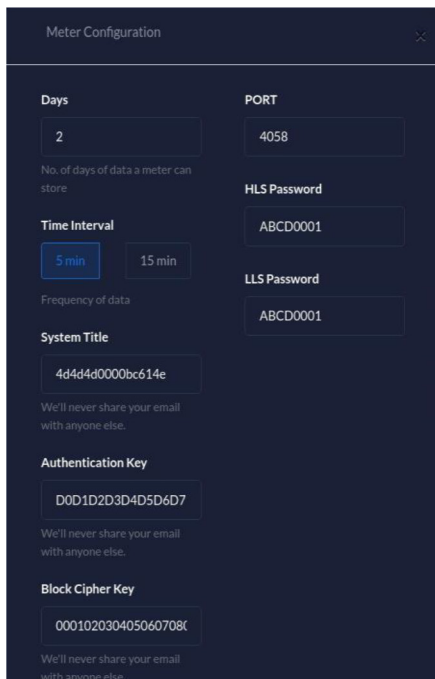 Meter Configuration
Days
2
No. of days of data a meter can
store
Time Interval
5 min
15 min
Frequency of data
System Title
4d4d4d0000bc614e
We'll never share your email
with anyone else.
Authentication Key
D0D1D2D3D4D5D6D7
We'll never share your email
with anyone else.
Block Cipher Key
0001020304050607080
We'll never share your email
with anyone else.
PORT
4058
HLS Password
ABCD0001
LLS Password
ABCD0001